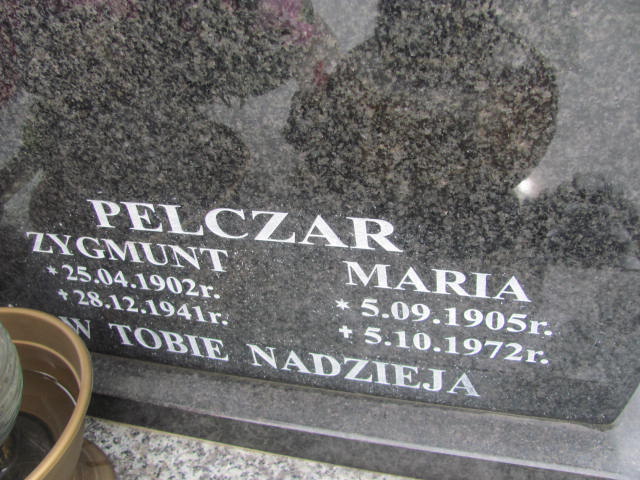 PELCZAR
ZYGMUNT
* 25.04.1902r.
† 28.12.1941r.
MARIA
* 5.09.1905r.
† 5.10.1972r.
W TOBIE NADZIEJA